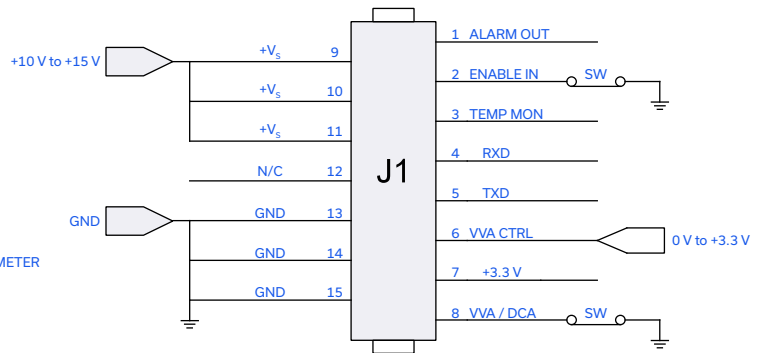 +10 V to +15 V
+Vs 9
+Vs 10
+Vs 11
N/C 12
GND
GND 13
GND 14
GND 15
METER
J1
1 ALARM OUT
2 ENABLE IN SW
3 TEMP MON
4 RXD
5 TXD
6 VVA CTRL 0 V to +3.3 V
7 +3.3 V
8 VVA / DCA SW